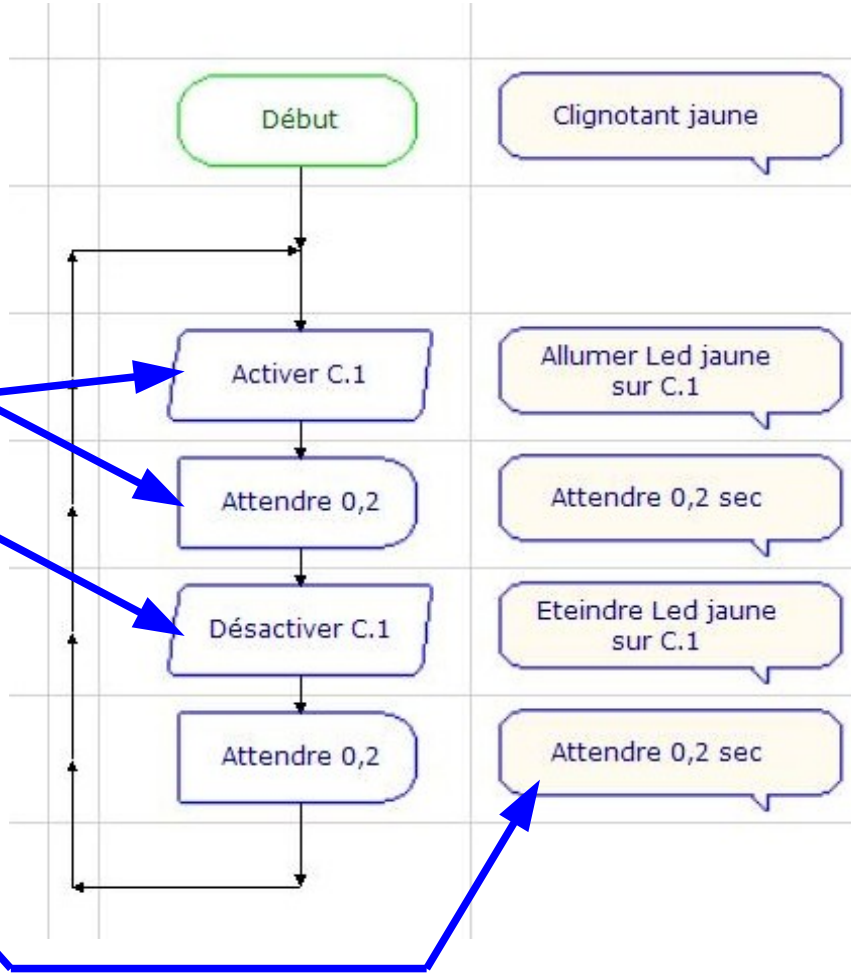 Début
Clignotant jaune
Activer C.1
Allumer Led jaune
sur C.1
Attendre 0,2
Attendre 0,2 sec
Désactiver C.1
Eteindre Led jaune
sur C.1
Attendre 0,2
Attendre 0,2 sec